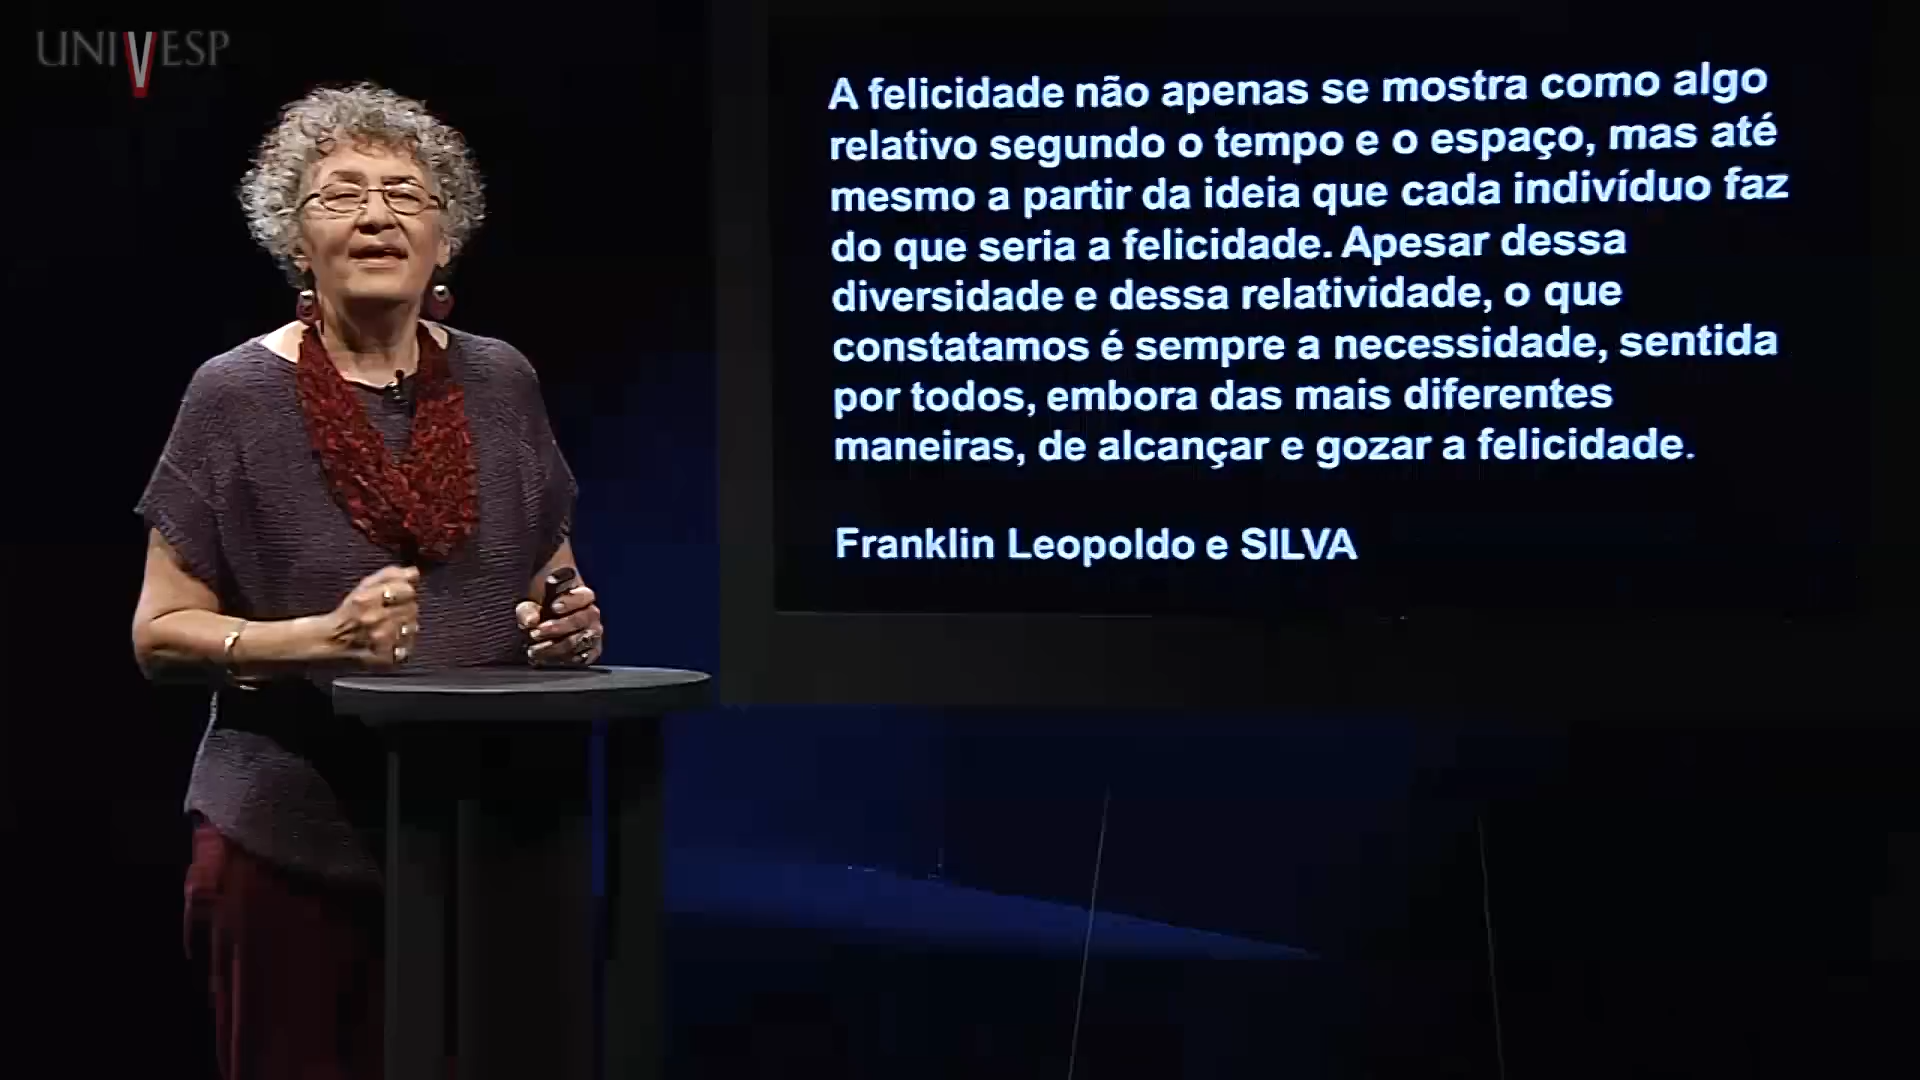 UNIVESP
A felicidade não apenas se mostra como algo
relativo segundo o tempo e o espaço, mas até
mesmo a partir da ideia que cada indivíduo faz
do que seria a felicidade. Apesar dessa
diversidade e dessa relatividade, o que
constatamos é sempre a necessidade, sentida
por todos, embora das mais diferentes
maneiras, de alcançar e gozar a felicidade.
Franklin Leopoldo e SILVA